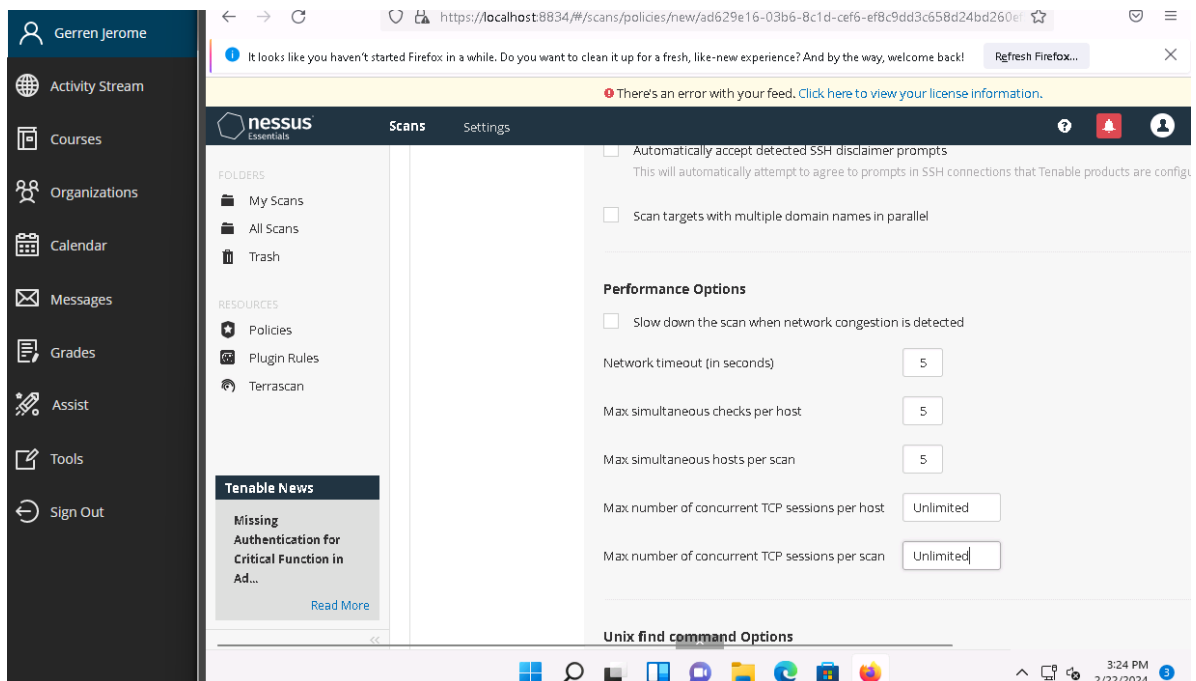 Gerren Jerome
Activity Stream
Courses
Organizations
Calendar
Messages
Grades
Assist
Tools
Sign Out
https://localhost:8834/#/scans/policies/new/ad629e16-03b6-8c1d-cef6-ef8c9dd3c658d24bd260ef
It looks like you haven't started Firefox in a while. Do you want to clean it up for a fresh, like-new experience? And by the way, welcome back!
Refresh Firefox...
There's an error with your feed. Click here to view your license information.
nessus
Essentials
Scans
Settings
FOLDERS
My Scans
All Scans
Trash
RESOURCES
Policies
Plugin Rules
Terrascan
Tenable News
Missing
Authentication for
Critical Function in
Ad...
Read More
Automatically accept detected SSH disclaimer prompts
This will automatically attempt to agree to prompts in SSH connections that Tenable products are configu
Scan targets with multiple domain names in parallel
Performance Options
Slow down the scan when network congestion is detected
Network timeout (in seconds) 5
Max simultaneous checks per host 5
Max simultaneous hosts per scan 5
Max number of concurrent TCP sessions per host Unlimited
Max number of concurrent TCP sessions per scan Unlimited
Unix find command Options
3:24 PM
2/22/2024
3